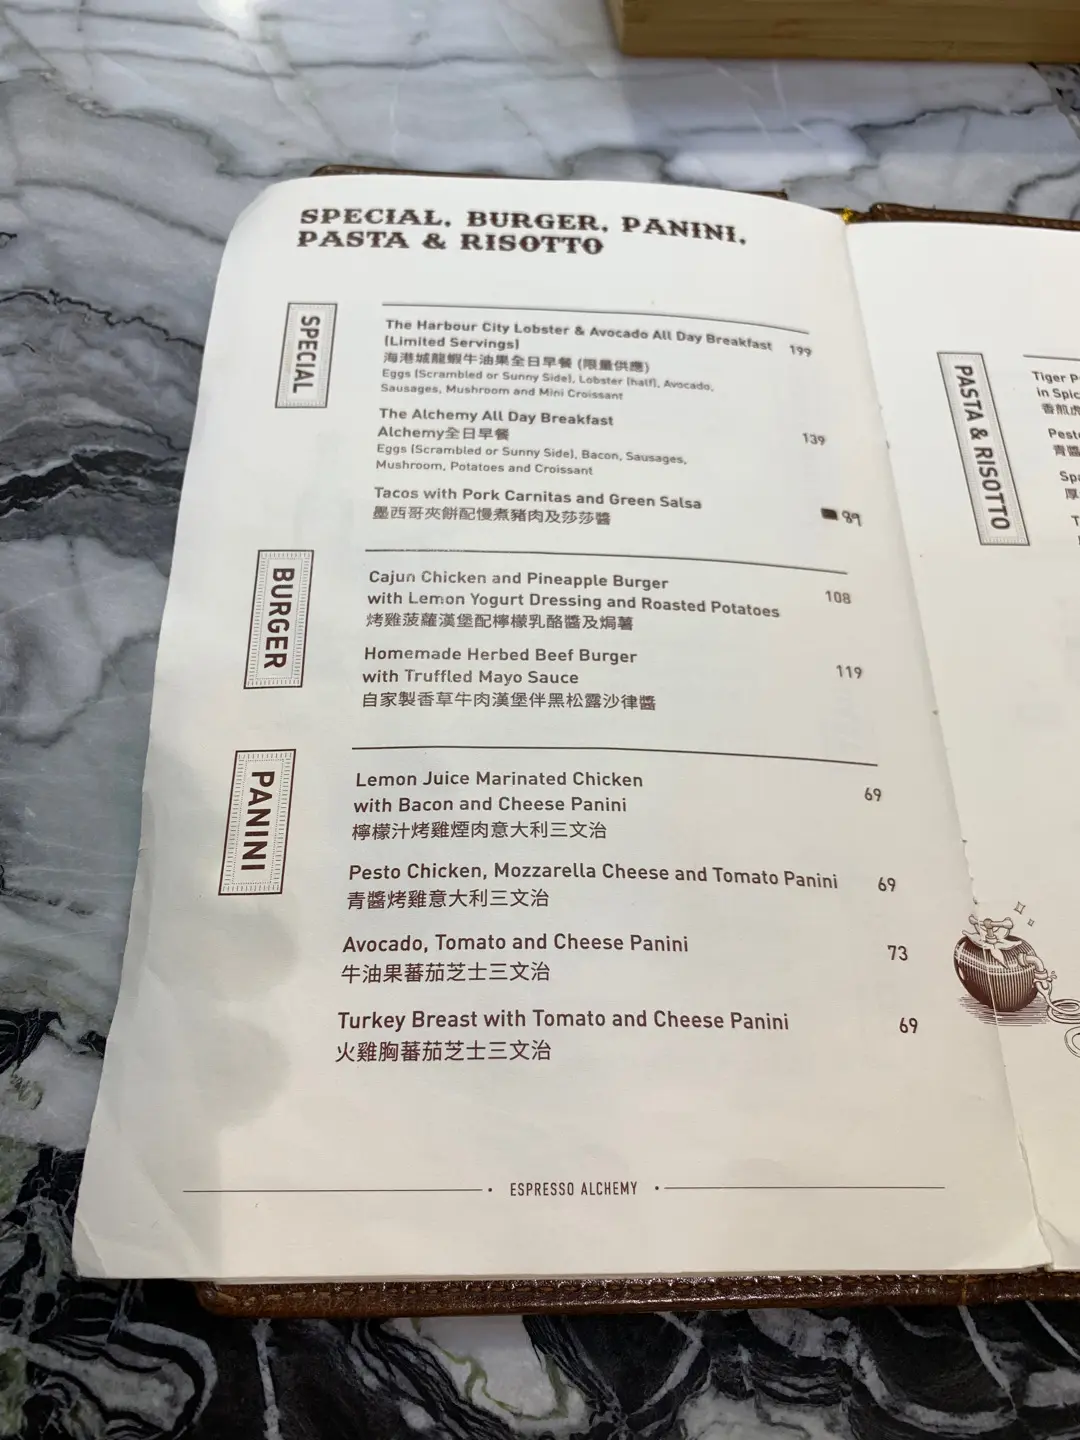 SPECIAL, BURGER, PANINI,
PASTA & RISOTTO
SPECIAL
The Harbour City Lobster & Avocado All Day Breakfast 199
(Limited Servings)
海港城龍蝦牛油果全日早餐 (限量供應)
Eggs (Scrambled or Sunny Side), Lobster (half), Avocado,
Sausages, Mushroom and Mini Croissant
The Alchemy All Day Breakfast
Alchemy全日早餐 139
Eggs (Scrambled or Sunny Side), Bacon, Sausages,
Mushroom, Potatoes and Croissant
Tacos with Pork Carnitas and Green Salsa
墨西哥夾餅配慢煮豬肉及莎莎醬 89
BURGER
Cajun Chicken and Pineapple Burger 108
with Lemon Yogurt Dressing and Roasted Potatoes
烤雞菠蘿漢堡配檸檬乳酪醬及焗薯
Homemade Herbed Beef Burger 119
with Truffled Mayo Sauce
自家製香草牛肉漢堡伴黑松露沙律醬
PANINI
Lemon Juice Marinated Chicken 69
with Bacon and Cheese Panini
檸檬汁烤雞煙肉意大利三文治
Pesto Chicken, Mozzarella Cheese and Tomato Panini 69
青醬烤雞意大利三文治
Avocado, Tomato and Cheese Panini 73
牛油果蕃茄芝士三文治
Turkey Breast with Tomato and Cheese Panini 69
火雞胸蕃茄芝士三文治
ESPRESSO ALCHEMY
PASTA & RISOTTO
Tiger
in
香煎虎
青醬
厚